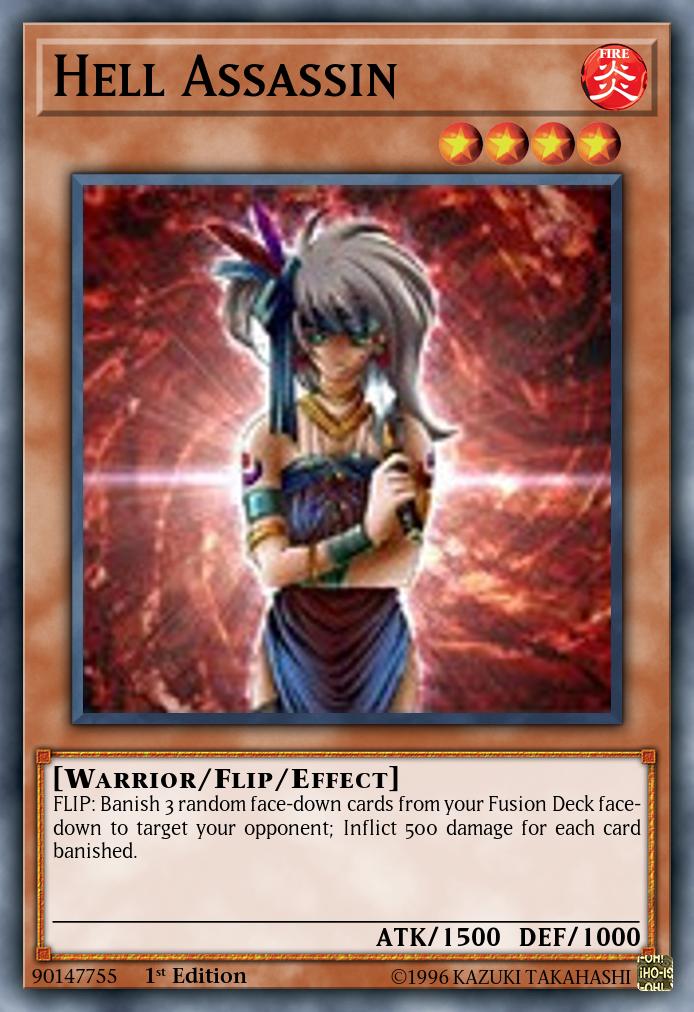 Hell Assassin
FIRE
炎
[Warrior/Flip/Effect]
FLIP: Banish 3 random face-down cards from your Fusion Deck face-
down to target your opponent; Inflict 500 damage for each card
banished.
ATK/1500 DEF/1000
90147755 1st Edition ©1996 KAZUKI TAKAHASHI